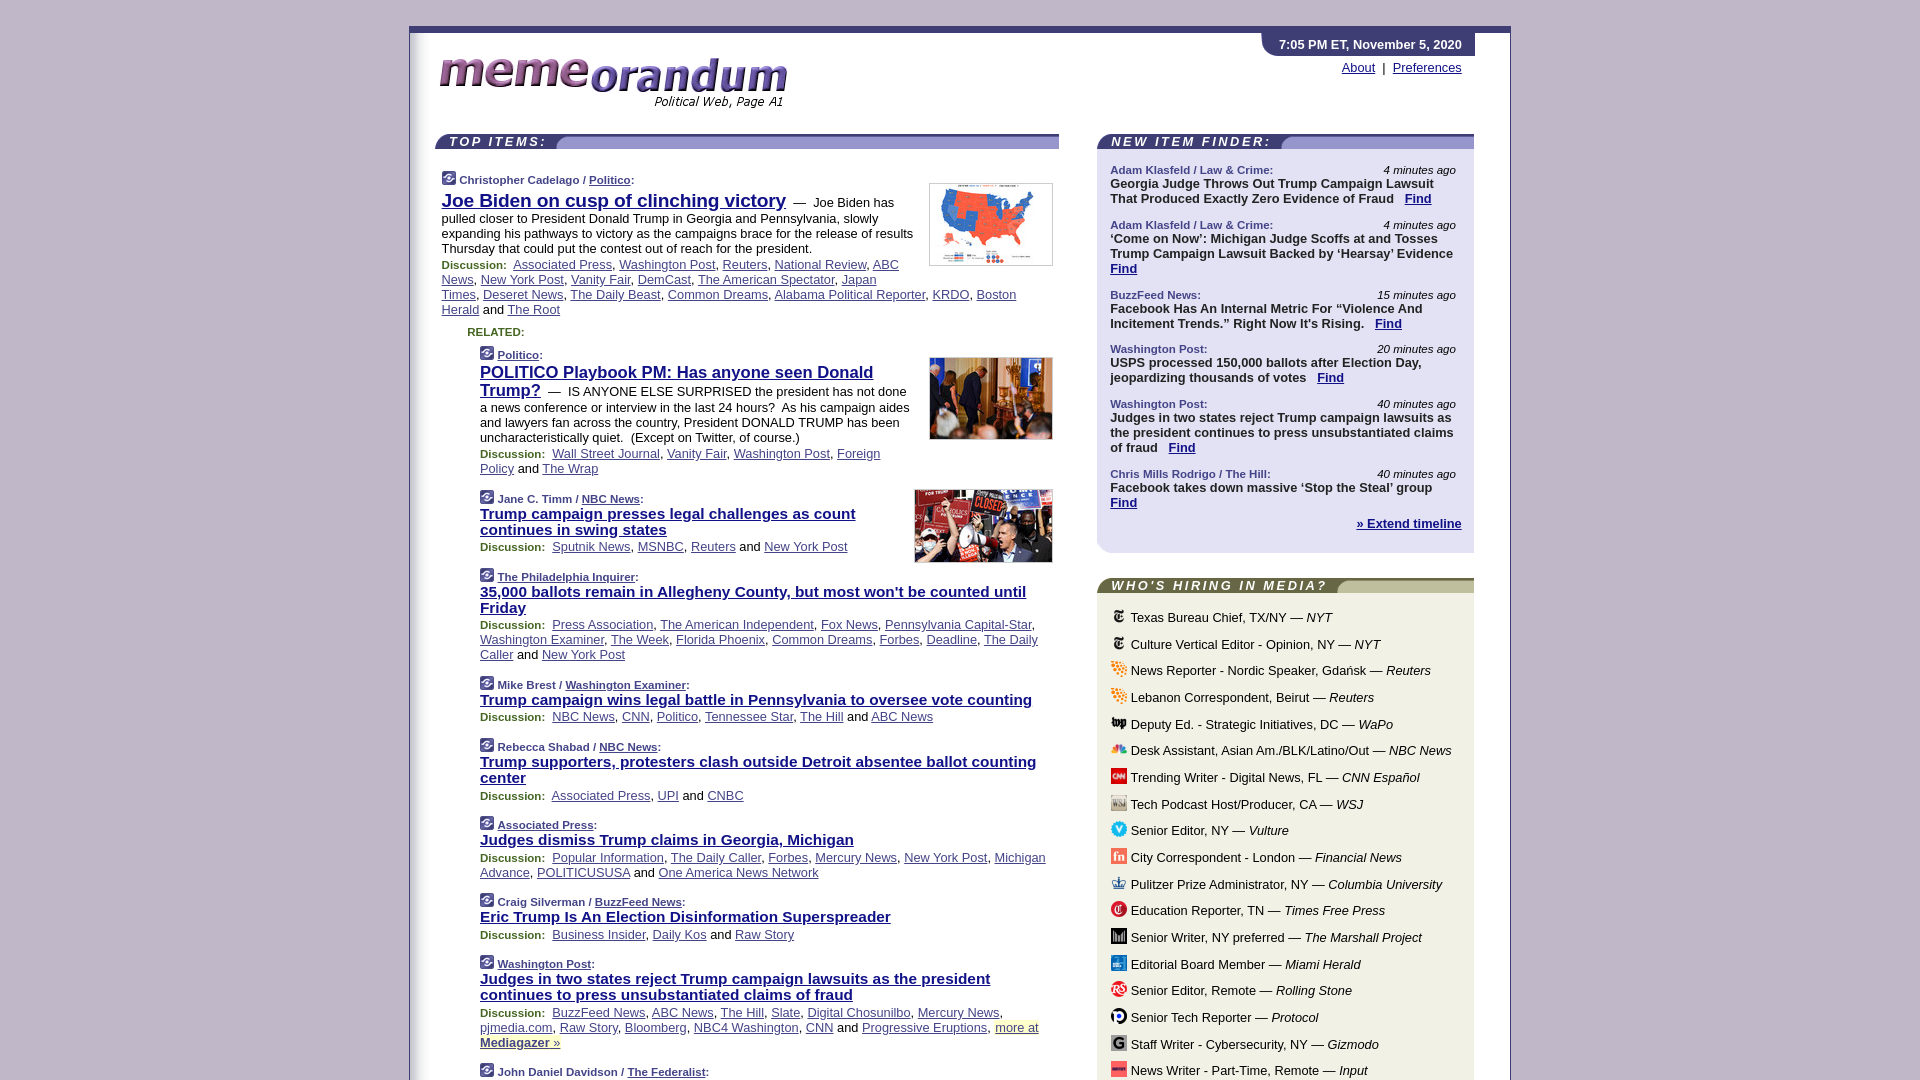 7:05 PM ET, November 5, 2020
About | Preferences
memeorandum
Political Web, Page A1
TOP ITEMS:
Christopher Cadelago / Politico:
Joe Biden on cusp of clinching victory — Joe Biden has
pulled closer to President Donald Trump in Georgia and Pennsylvania, slowly
expanding his pathways to victory as the campaigns brace for the release of results
Thursday that could put the contest out of reach for the president.
Discussion: Associated Press, Washington Post, Reuters, National Review, ABC
News, New York Post, Vanity Fair, DemCast, The American Spectator, Japan
Times, Deseret News, The Daily Beast, Common Dreams, Alabama Political Reporter, KRDO, Boston
Herald and The Root
RELATED:
Politico:
POLITICO Playbook PM: Has anyone seen Donald
Trump? — IS ANYONE ELSE SURPRISED the president has not done
a news conference or interview in the last 24 hours? As his campaign aides
and lawyers fan across the country, President DONALD TRUMP has been
uncharacteristically quiet. (Except on Twitter, of course.)
Discussion: Wall Street Journal, Vanity Fair, Washington Post, Foreign
Policy and The Wrap
Jane C. Timm / NBC News:
Trump campaign presses legal challenges as count
continues in swing states
Discussion: Sputnik News, MSNBC, Reuters and New York Post
CLOSED
The Philadelphia Inquirer:
35,000 ballots remain in Allegheny County, but most won't be counted until
Friday
Discussion: Press Association, The American Independent, Fox News, Pennsylvania Capital-Star,
Washington Examiner, The Week, Florida Phoenix, Common Dreams, Forbes, Deadline, The Daily
Caller and New York Post
Mike Brest / Washington Examiner:
Trump campaign wins legal battle in Pennsylvania to oversee vote counting
Discussion: NBC News, CNN, Politico, Tennessee Star, The Hill and ABC News
Rebecca Shabad / NBC News:
Trump supporters, protesters clash outside Detroit absentee ballot counting
center
Discussion: Associated Press, UPI and CNBC
Associated Press:
Judges dismiss Trump claims in Georgia, Michigan
Discussion: Popular Information, The Daily Caller, Forbes, Mercury News, New York Post, Michigan
Advance, POLITICUSUSA and One America News Network
Craig Silverman / BuzzFeed News:
Eric Trump Is An Election Disinformation Superspreader
Discussion: Business Insider, Daily Kos and Raw Story
Washington Post:
Judges in two states reject Trump campaign lawsuits as the president
continues to press unsubstantiated claims of fraud
Discussion: BuzzFeed News, ABC News, The Hill, Slate, Digital Chosunilbo, Mercury News,
pjmedia.com, Raw Story, Bloomberg, NBC4 Washington, CNN and Progressive Eruptions, more at
Mediagazer »
John Daniel Davidson / The Federalist:
NEW ITEM FINDER:
Adam Klasfeld / Law & Crime: 4 minutes ago
Georgia Judge Throws Out Trump Campaign Lawsuit
That Produced Exactly Zero Evidence of Fraud Find
Adam Klasfeld / Law & Crime: 4 minutes ago
‘Come on Now’: Michigan Judge Scoffs at and Tosses
Trump Campaign Lawsuit Backed by ‘Hearsay’ Evidence
Find
BuzzFeed News: 15 minutes ago
Facebook Has An Internal Metric For “Violence And
Incitement Trends.” Right Now It's Rising. Find
Washington Post: 20 minutes ago
USPS processed 150,000 ballots after Election Day,
jeopardizing thousands of votes Find
Washington Post: 40 minutes ago
Judges in two states reject Trump campaign lawsuits as
the president continues to press unsubstantiated claims
of fraud Find
Chris Mills Rodrigo / The Hill: 40 minutes ago
Facebook takes down massive ‘Stop the Steal’ group
Find
» Extend timeline
WHO'S HIRING IN MEDIA?
Texas Bureau Chief, TX/NY — NYT
Culture Vertical Editor - Opinion, NY — NYT
News Reporter - Nordic Speaker, Gdańsk — Reuters
Lebanon Correspondent, Beirut — Reuters
Deputy Ed. - Strategic Initiatives, DC — WaPo
Desk Assistant, Asian Am./BLK/Latino/Out — NBC News
Trending Writer - Digital News, FL — CNN Español
Tech Podcast Host/Producer, CA — WSJ
Senior Editor, NY — Vulture
City Correspondent - London — Financial News
Pulitzer Prize Administrator, NY — Columbia University
Education Reporter, TN — Times Free Press
Senior Writer, NY preferred — The Marshall Project
Editorial Board Member — Miami Herald
Senior Editor, Remote — Rolling Stone
Senior Tech Reporter — Protocol
Staff Writer - Cybersecurity, NY — Gizmodo
News Writer - Part-Time, Remote — Input